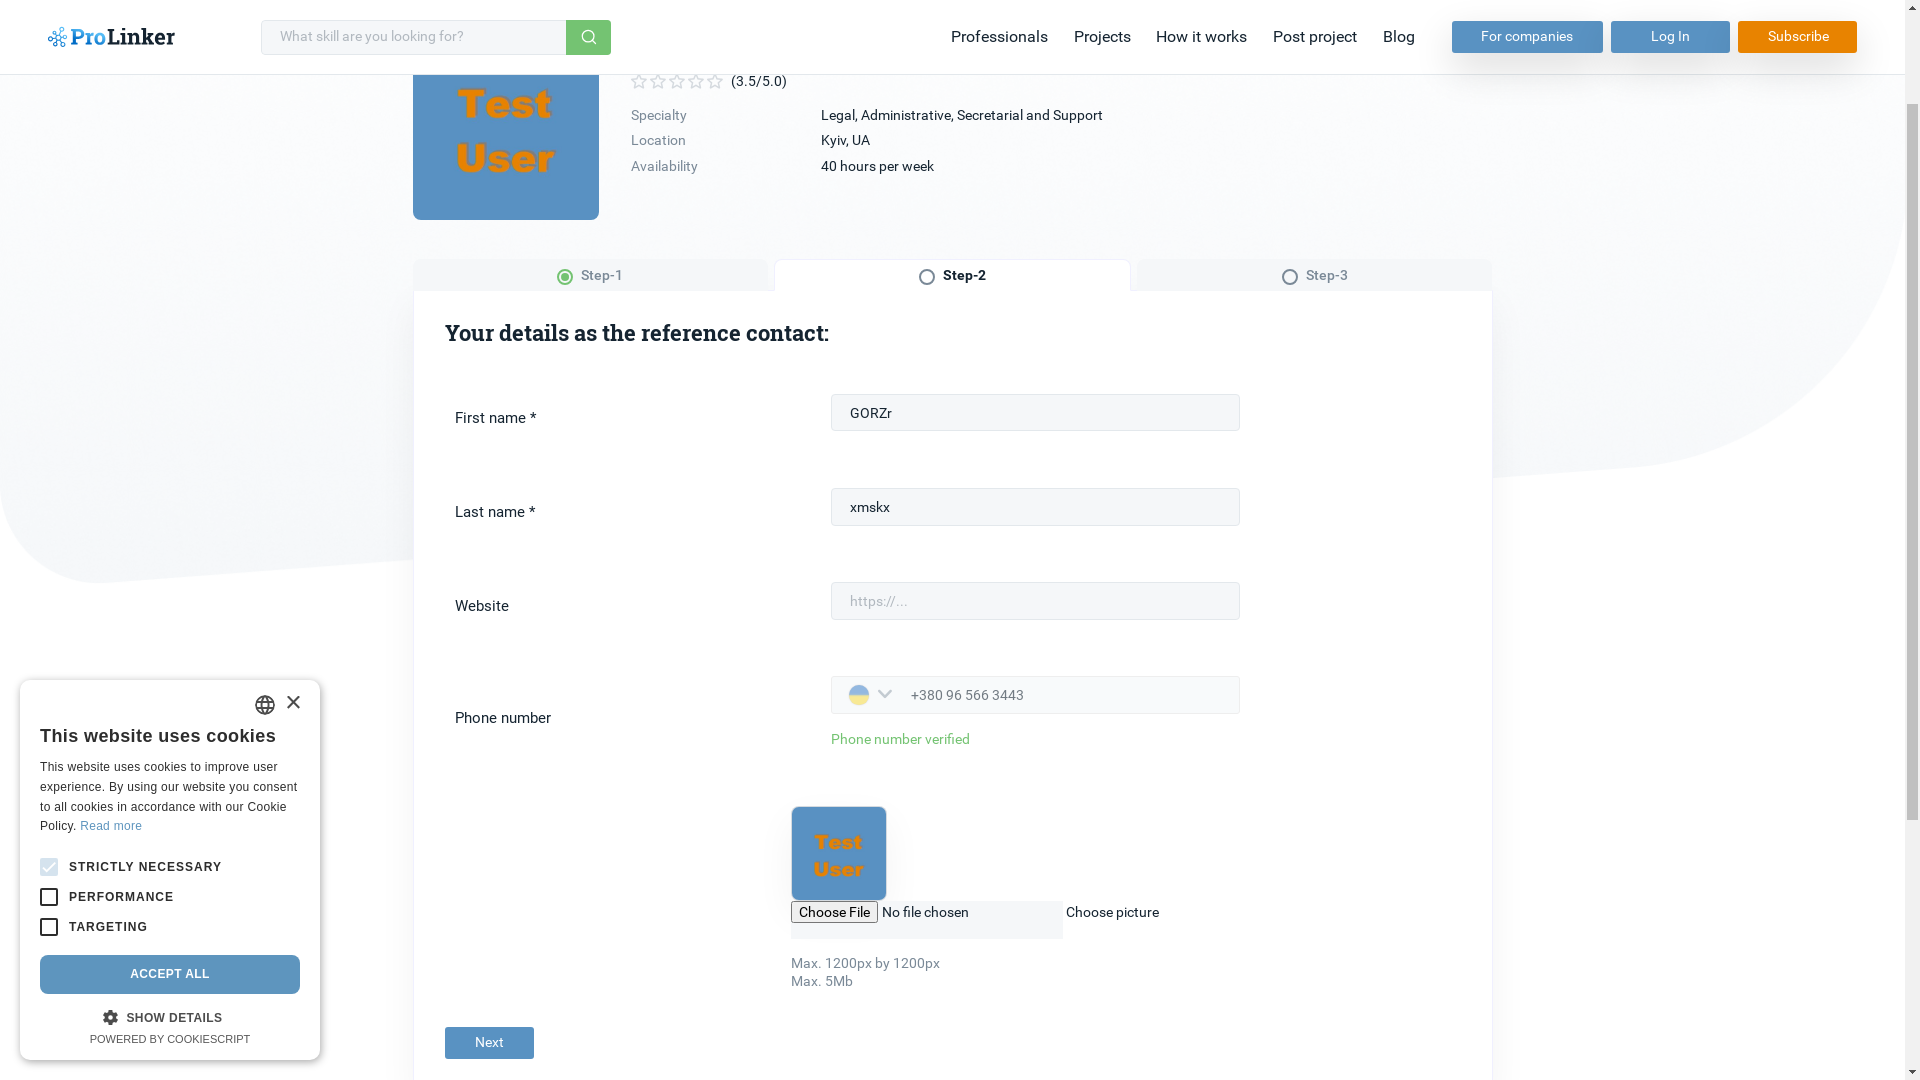 ProLinker
What skill are you looking for?
Professionals
Projects
How it works
Post project
Blog
For companies
Log In
Subscribe
Test
User
(3.5/5.0)
Specialty
Legal, Administrative, Secretarial and Support
Location
Kyiv, UA
Availability
40 hours per week
Step-1
Step-2
Step-3
Your details as the reference contact:
First name *
GORZr
Last name *
xmskx
Website
https://...
Phone number
+380 96 566 3443
Phone number verified
Test
User
Choose File No file chosen
Choose picture
Max. 1200px by 1200px
Max. 5Mb
Next
This website uses cookies
This website uses cookies to improve user
experience. By using our website you consent
to all cookies in accordance with our Cookie
Policy. Read more
STRICTLY NECESSARY
PERFORMANCE
TARGETING
ACCEPT ALL
SHOW DETAILS
POWERED BY COOKIESCRIPT